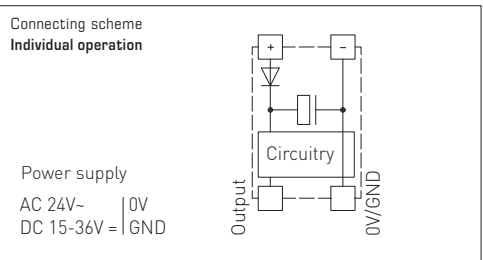 Connecting scheme
Individual operation
+ −
Circuitry
Power supply
AC 24V~ | 0V
DC 15-36V = | GND
Output
0V/GND